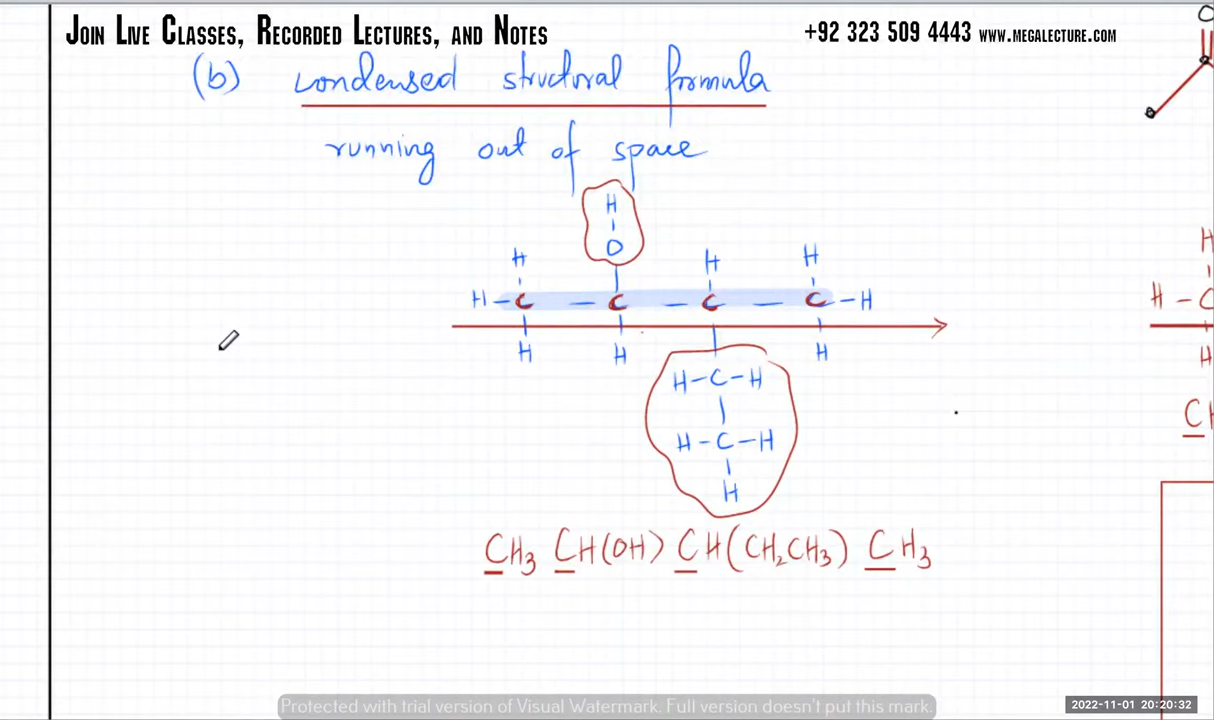 JOIN LIVE CLASSES, RECORDED LECTURES, AND NOTES
+92 323 509 4443 WWW.MEGALECTURE.COM
(b) condensed structural formula
running out of space
H
O
H H H
H-C - C - C - C-H
H H H
H-C-H
H-C-H
H
CH3 CH(OH) CH(CH2CH3) CH3
O
H
H-C
H
CH
Protected with trial version of Visual Watermark. Full version doesn't put this mark.
2022-11-01 20:20:32